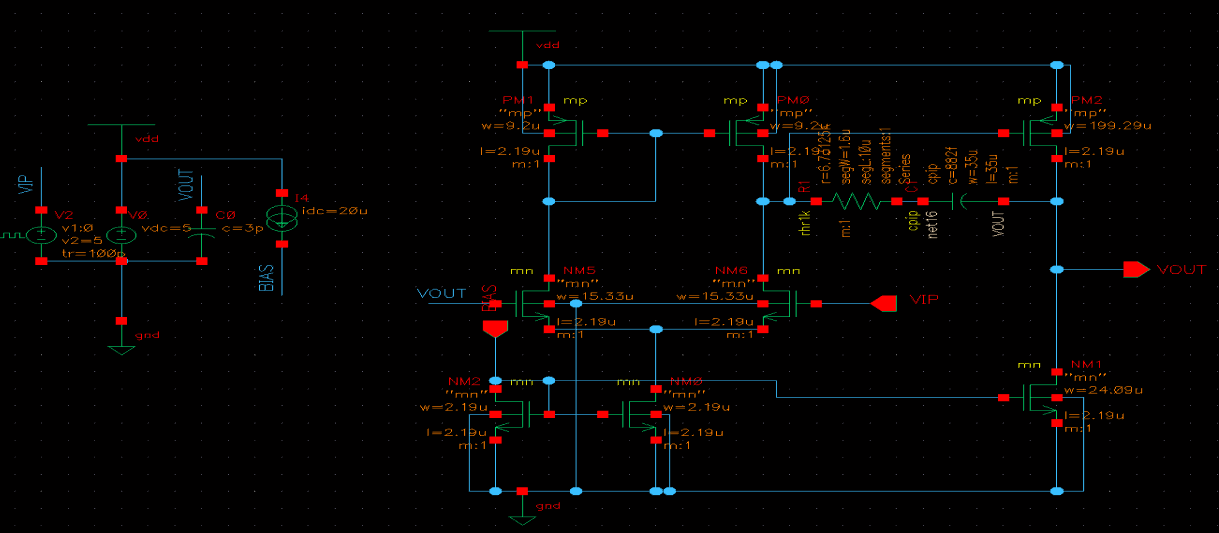 vdd
VIP
V2
v1:0
v2=5
tr=100p
V0
vdc=5
VOUT
C0
c=3p
I4
idc=20u
BIAS
gnd
vdd
PM1
mp
"mp"
w=9.2u
l=2.19u
m:1
mp
PM0
"mp"
w=9.2u
l=2.19u
m:1
mp
PM2
"mp"
w=199.29u
l=2.19u
m:1
R1
rhr1k
segW=1.6u
segL:10u
segments:1
Series
m:1
cpip
cpip
net16
c=882f
w=35u
l=35u
m:1
VOUT
VOUT
mn
NM5
"mn"
w=15.33u
l=2.19u
m:1
NM6
mn
"mn"
w=15.33u
l=2.19u
m:1
VIP
VOUT
BIAS
NM2
mn
"mn"
w=2.19u
l=2.19u
m:1
mn
NM0
"mn"
w=2.19u
l=2.19u
m:1
mn
NM1
"mn"
w=24.09u
l=2.19u
m:1
gnd